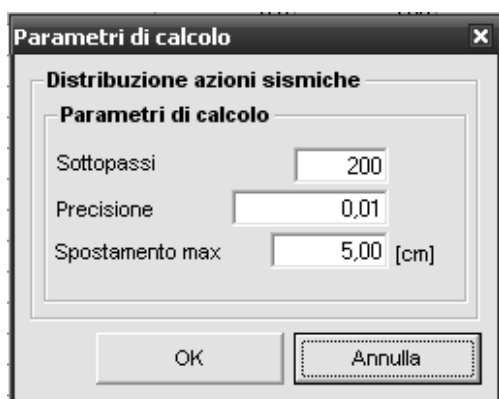 Parametri di calcolo
Distribuzione azioni sismiche
Parametri di calcolo
Sottopassi 200
Precisione 0,01
Spostamento max 5,00 [cm]
OK Annulla